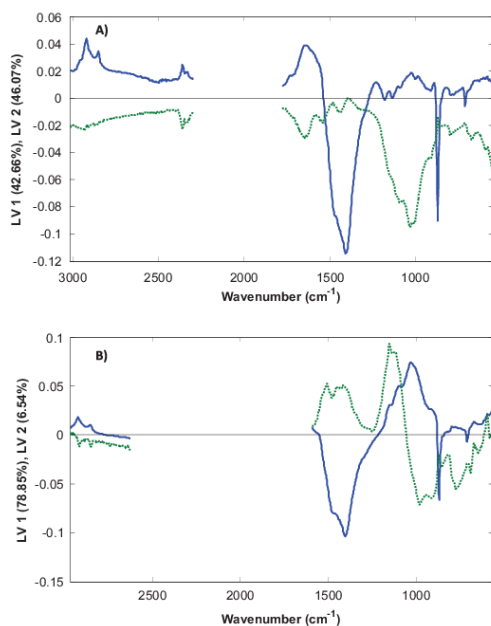 A)
LV 1 (42.66%), LV 2 (46.07%)
0.06
0.04
0.02
0
-0.02
-0.04
-0.06
-0.08
-0.1
-0.12
3000 2500 2000 1500 1000
Wavenumber (cm⁻¹)
B)
LV 1 (78.85%), LV 2 (6.54%)
0.1
0.05
0
-0.05
-0.1
-0.15
2500 2000 1500 1000
Wavenumber (cm⁻¹)